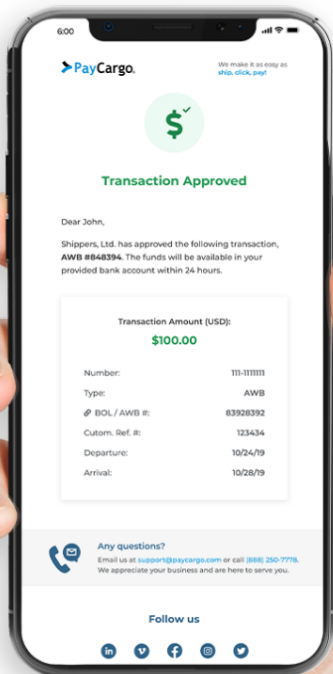 6:00
PayCargo.
We make it as easy as
ship, click, pay!
$
Transaction Approved
Dear John,
Shippers, Ltd. has approved the following transaction,
AWB #848394. The funds will be available in your
provided bank account within 24 hours.
Transaction Amount (USD):
$100.00
Number: 111-1111111
Type: AWB
BOL / AWB #: 83928392
Cutom. Ref. #: 123434
Departure: 10/24/19
Arrival: 10/28/19
Any questions?
Email us at support@paycargo.com or call (888) 250-7778.
We appreciate your business and are here to serve you.
Follow us